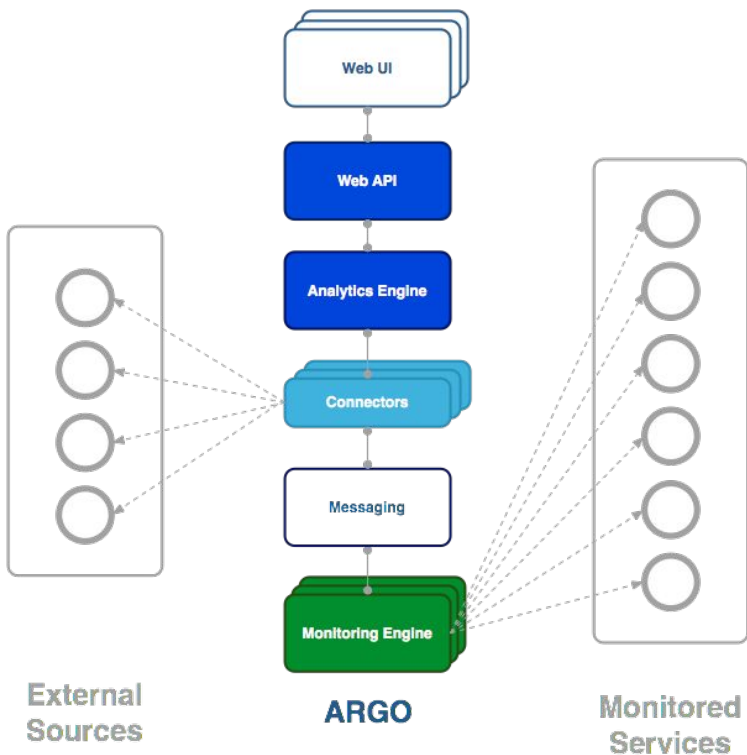 Web UI
Web API
Analytics Engine
Connectors
Messaging
Monitoring Engine
External
Sources
ARGO
Monitored
Services